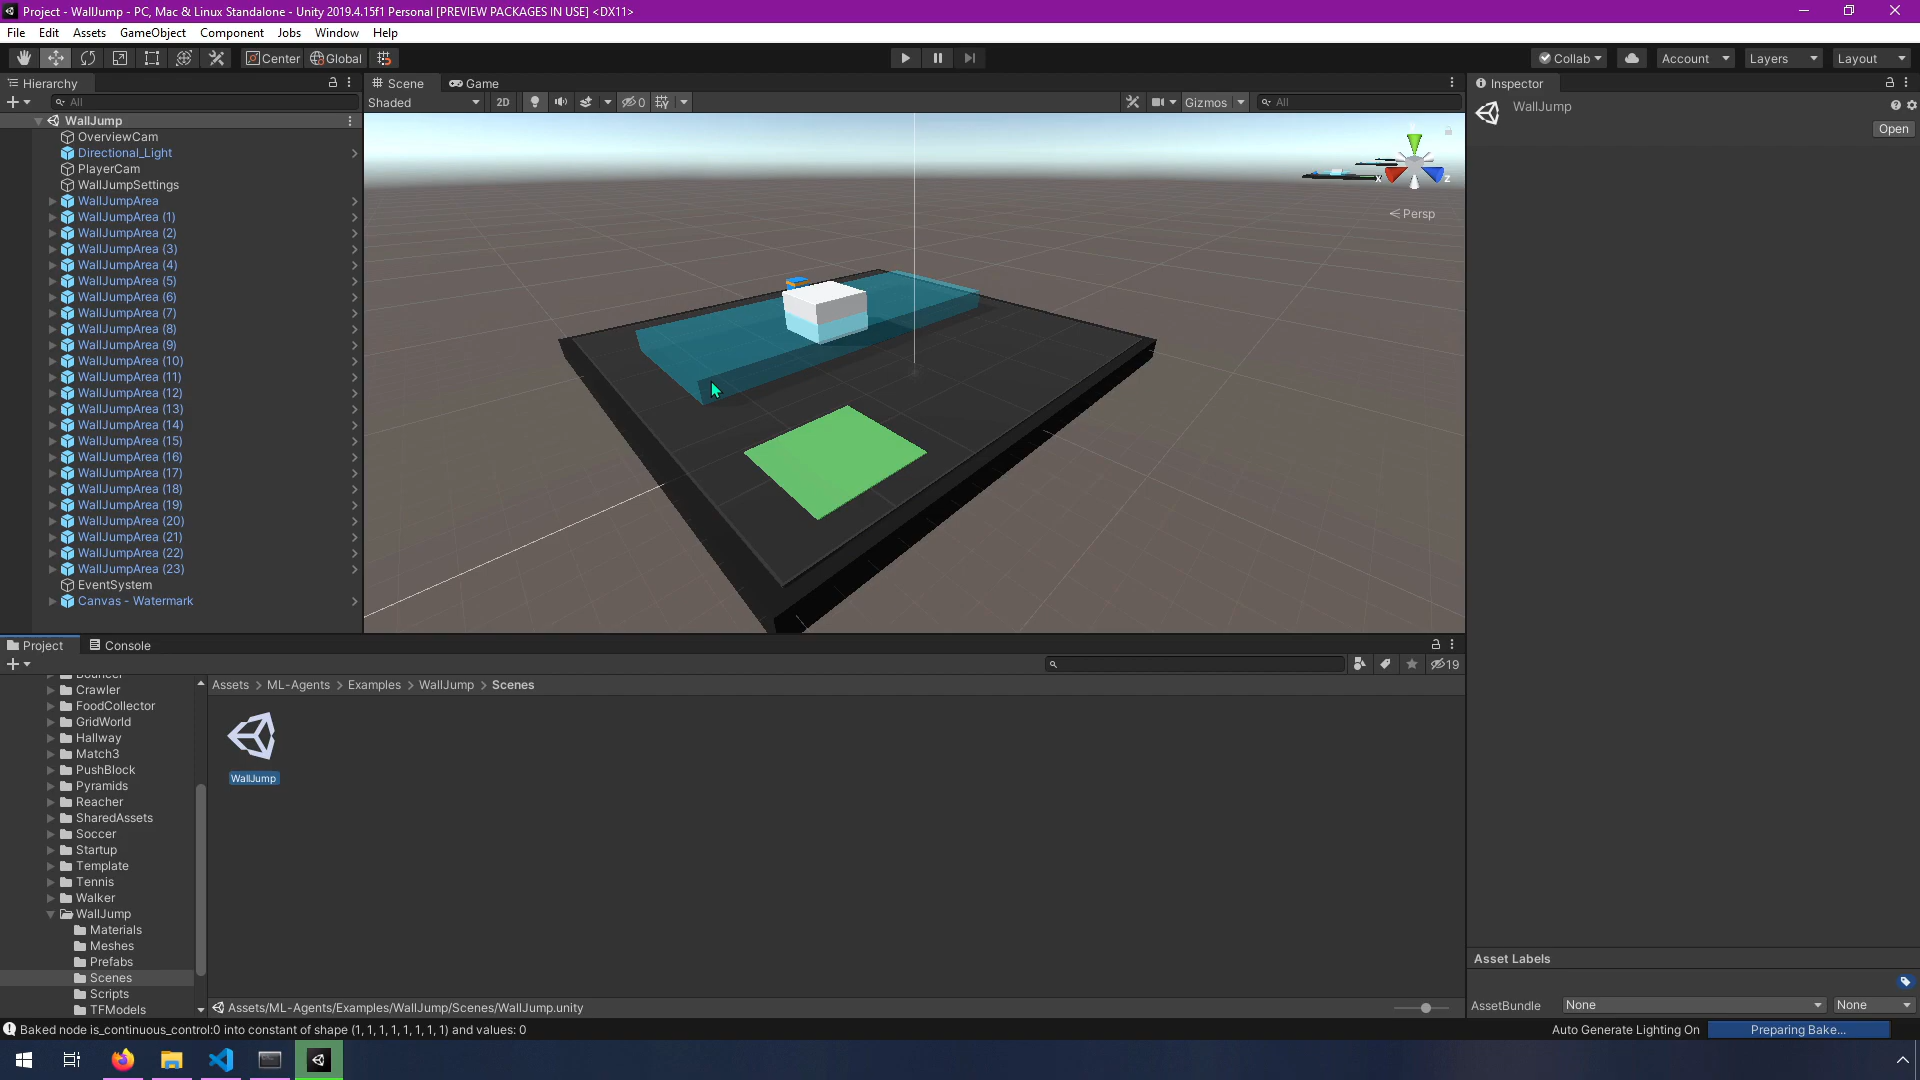 Project - WallJump - PC, Mac & Linux Standalone - Unity 2019.4.15f1 Personal [PREVIEW PACKAGES IN USE] <DX11>
File Edit Assets GameObject Component Jobs Window Help
Center Global Collab Account Layers Layout
Hierarchy
All
WallJump
OverviewCam
Directional_Light
PlayerCam
WallJumpSettings
WallJumpArea
WallJumpArea (1)
WallJumpArea (2)
WallJumpArea (3)
WallJumpArea (4)
WallJumpArea (5)
WallJumpArea (6)
WallJumpArea (7)
WallJumpArea (8)
WallJumpArea (9)
WallJumpArea (10)
WallJumpArea (11)
WallJumpArea (12)
WallJumpArea (13)
WallJumpArea (14)
WallJumpArea (15)
WallJumpArea (16)
WallJumpArea (17)
WallJumpArea (18)
WallJumpArea (19)
WallJumpArea (20)
WallJumpArea (21)
WallJumpArea (22)
WallJumpArea (23)
EventSystem
Canvas - Watermark
Scene Game
Shaded 2D 0 Gizmos All
x z
Persp
Inspector
WallJump
Open
Project Console
19
Bouncer
Crawler
FoodCollector
GridWorld
Hallway
Match3
PushBlock
Pyramids
Reacher
SharedAssets
Soccer
Startup
Template
Tennis
Walker
WallJump
Materials
Meshes
Prefabs
Scenes
Scripts
TFModels
Assets > ML-Agents > Examples > WallJump > Scenes
WallJump
Assets/ML-Agents/Examples/WallJump/Scenes/WallJump.unity
Asset Labels
AssetBundle None None
Baked node is_continuous_control:0 into constant of shape (1, 1, 1, 1, 1, 1, 1, 1) and values: 0
Auto Generate Lighting On Preparing Bake...